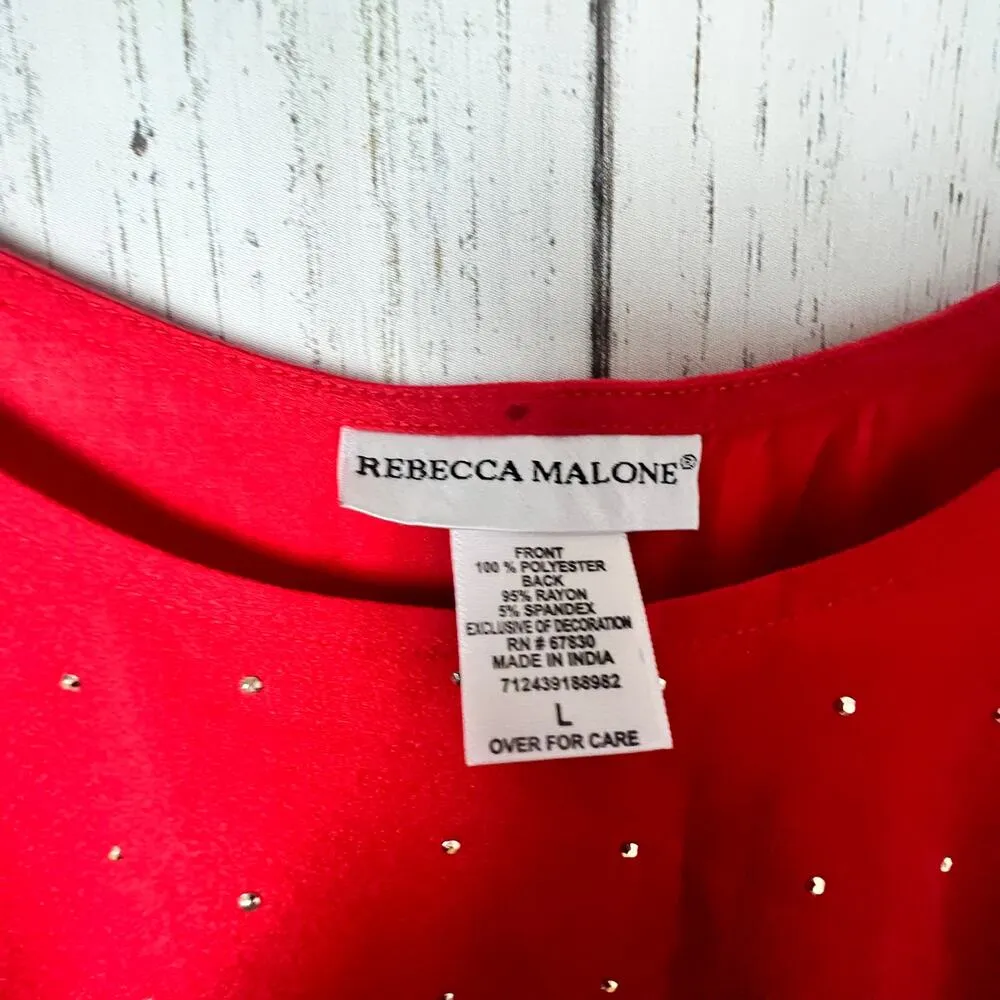 REBECCA MALONE®
FRONT
100 % POLYESTER
BACK
95% RAYON
5% SPANDEX
EXCLUSIVE OF DECORATION
RN # 67830
MADE IN INDIA
712439188982
L
OVER FOR CARE